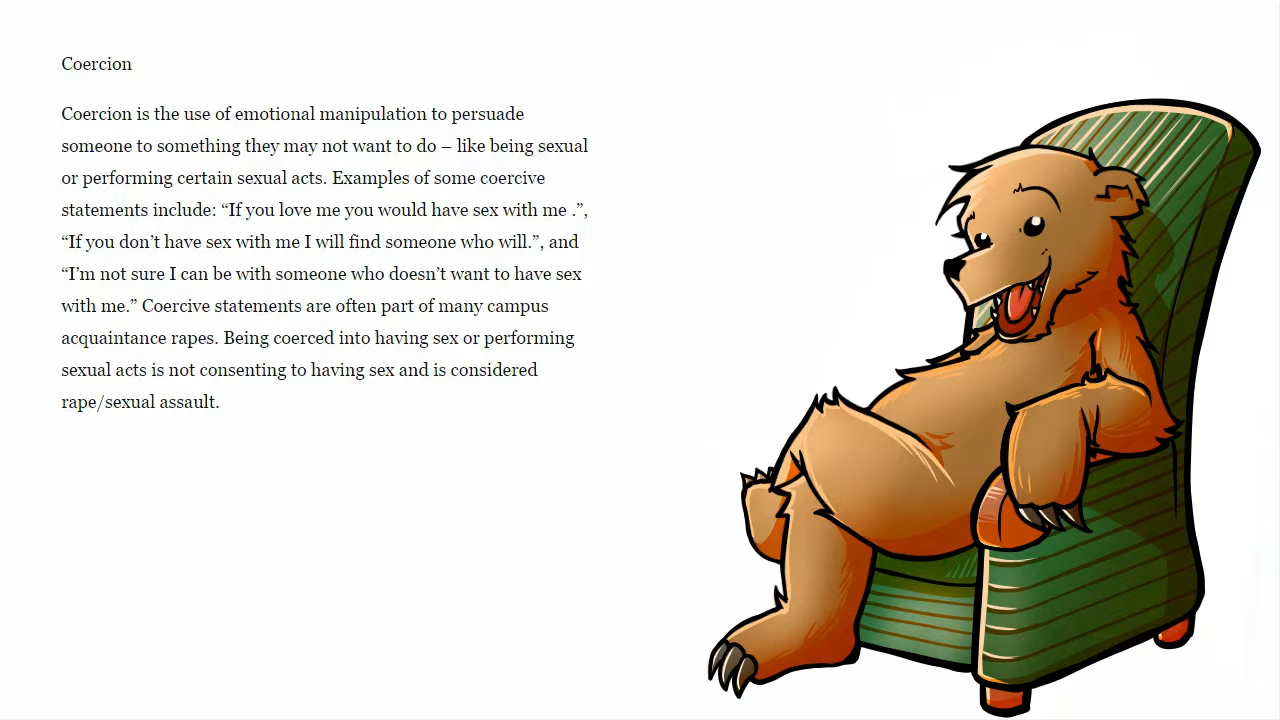 Coercion
Coercion is the use of emotional manipulation to persuade
someone to something they may not want to do – like being sexual
or performing certain sexual acts. Examples of some coercive
statements include: “If you love me you would have sex with me .”,
“If you don’t have sex with me I will find someone who will.”, and
“I’m not sure I can be with someone who doesn’t want to have sex
with me.” Coercive statements are often part of many campus
acquaintance rapes. Being coerced into having sex or performing
sexual acts is not consenting to having sex and is considered
rape/sexual assault.